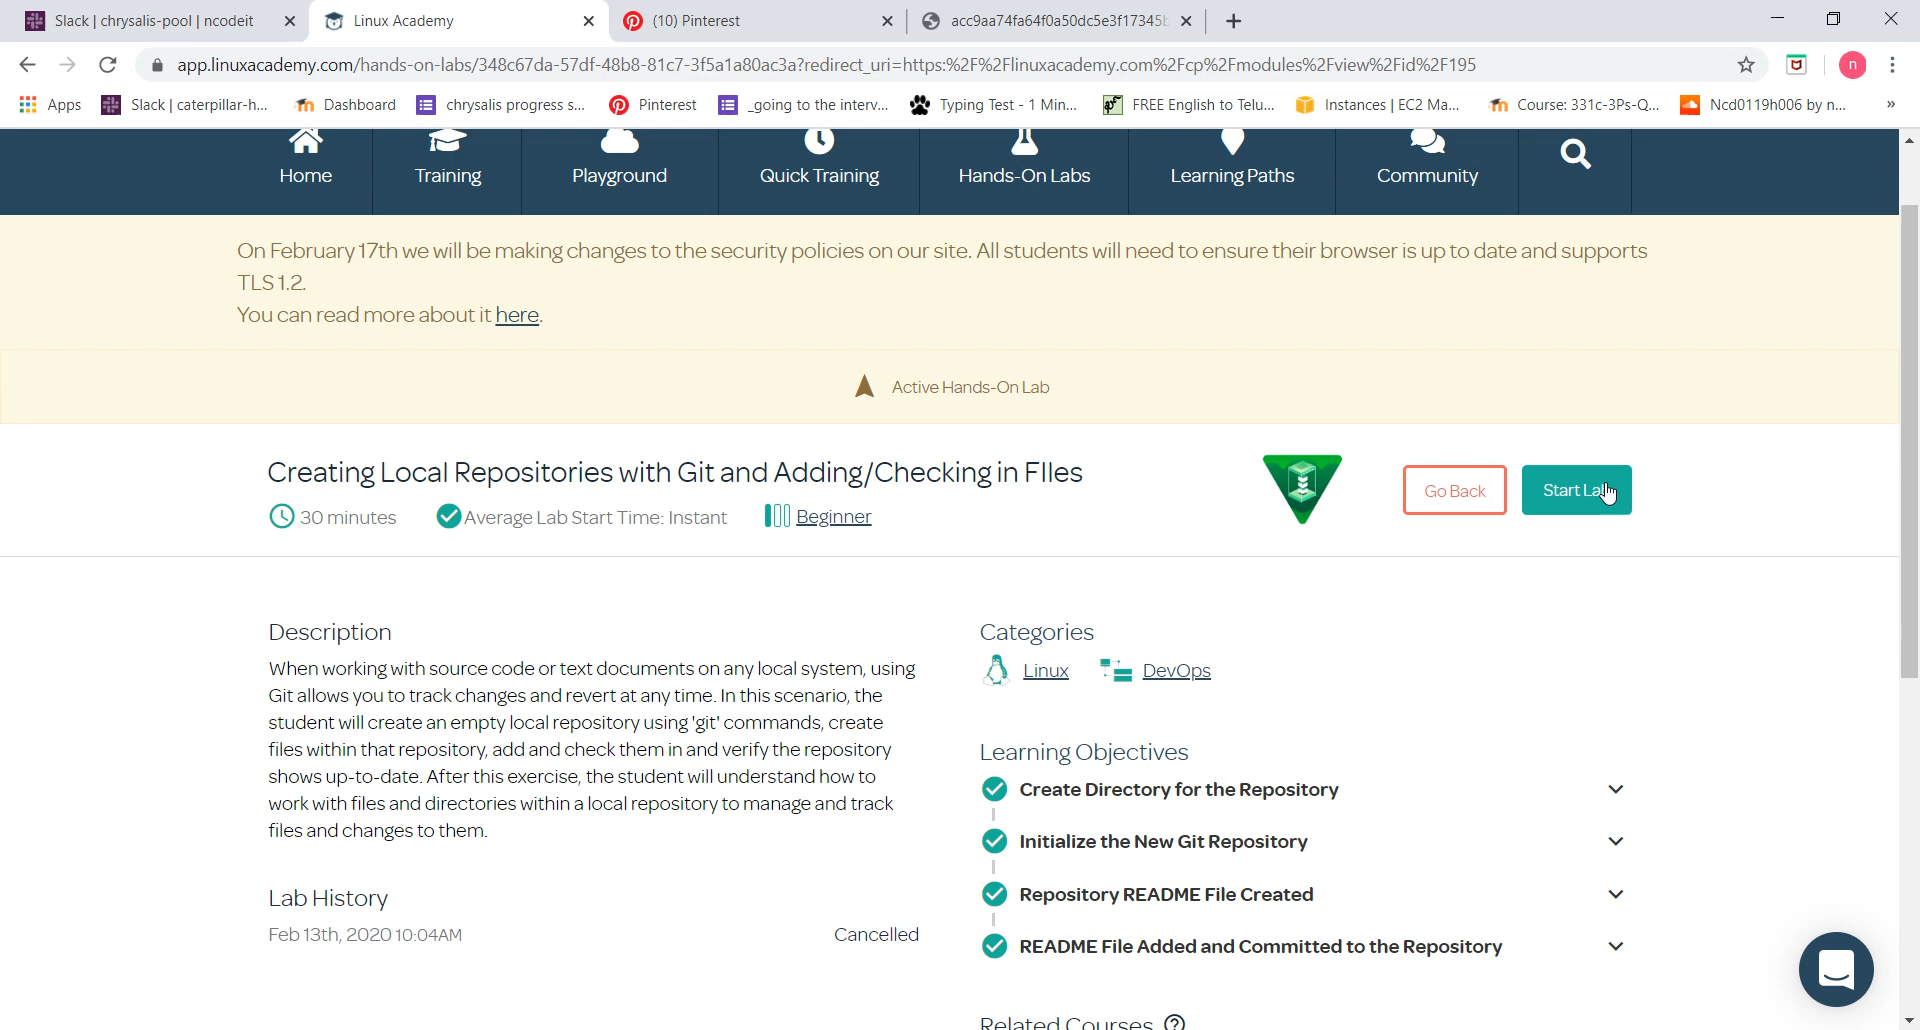 Slack | chrysalis-pool | ncodeit
Linux Academy
(10) Pinterest
acc9aa74fa64f0a50dc5e3f17345
app.linuxacademy.com/hands-on-labs/348c67da-57df-48b8-81c7-3f5a1a80ac3a?redirect_uri=https:%2F%2Flinuxacademy.com%2Fcp%2Fmodules%2Fview%2Fid%2F195
n
Apps
Slack | caterpillar-h...
Dashboard
chrysalis progress s...
Pinterest
_going to the interv...
Typing Test - 1 Min...
FREE English to Telu...
Instances | EC2 Ma...
Course: 331c-3Ps-Q...
Ncd0119h006 by n...
»
Home
Training
Playground
Quick Training
Hands-On Labs
Learning Paths
Community
On February 17th we will be making changes to the security policies on our site. All students will need to ensure their browser is up to date and supports
TLS 1.2.
You can read more about it here.
Active Hands-On Lab
Creating Local Repositories with Git and Adding/Checking in FIles
Go Back
Start La
30 minutes
Average Lab Start Time: Instant
Beginner
Description
When working with source code or text documents on any local system, using
Git allows you to track changes and revert at any time. In this scenario, the
student will create an empty local repository using 'git' commands, create
files within that repository, add and check them in and verify the repository
shows up-to-date. After this exercise, the student will understand how to
work with files and directories within a local repository to manage and track
files and changes to them.
Lab History
Feb 13th, 2020 10:04AM
Cancelled
Categories
Linux
DevOps
Learning Objectives
Create Directory for the Repository
Initialize the New Git Repository
Repository README File Created
README File Added and Committed to the Repository
Related Courses